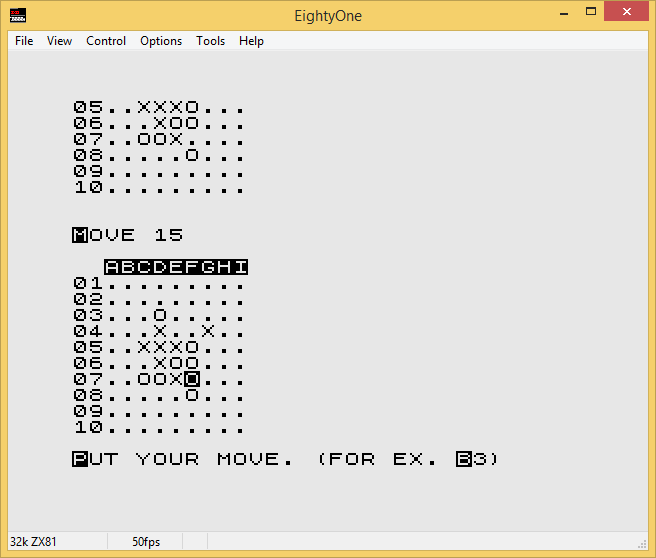 EightyOne
File View Control Options Tools Help
05..XXXO...
06...XOO...
07..OOX....
08.....O...
09.........
10.........
MOVE 15
ABCDEFGHI
01.........
02.........
03...O.....
04...X..X..
05..XXXO...
06...XOO...
07..OOXO...
08.....O...
09.........
10.........
PUT YOUR MOVE. (FOR EX. B3)
32k ZX81 50fps